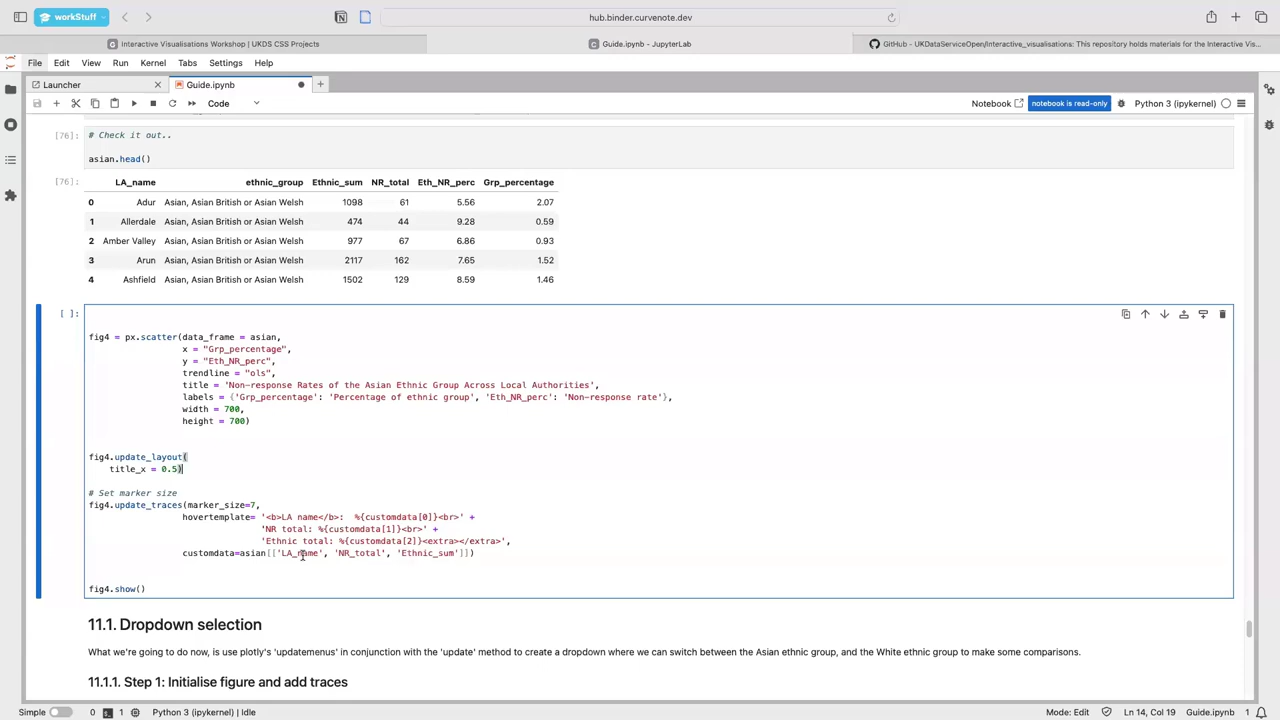 workStuff
hub.binder.curvenote.dev
Interactive Visualisations Workshop | UKDS CSS Projects
Guide.ipynb - JupyterLab
GitHub - UKDataServiceOpen/Interactive_visualisations: This repository holds materials for the Interactive Vis...
File Edit View Run Kernel Tabs Settings Help
Launcher
Guide.ipynb
Code
Notebook
notebook is read-only
Python 3 (ipykernel)
[76]:
# Check it out..
asian.head()
[76]:
LA_name ethnic_group Ethnic_sum NR_total Eth_NR_perc Grp_percentage
0 Adur Asian, Asian British or Asian Welsh 1098 61 5.56 2.07
1 Allerdale Asian, Asian British or Asian Welsh 474 44 9.28 0.59
2 Amber Valley Asian, Asian British or Asian Welsh 977 67 6.86 0.93
3 Arun Asian, Asian British or Asian Welsh 2117 162 7.65 1.52
4 Ashfield Asian, Asian British or Asian Welsh 1502 129 8.59 1.46
[ ]:
fig4 = px.scatter(data_frame = asian,
x = "Grp_percentage",
y = "Eth_NR_perc",
trendline = "ols",
title = 'Non-response Rates of the Asian Ethnic Group Across Local Authorities',
labels = {'Grp_percentage': 'Percentage of ethnic group', 'Eth_NR_perc': 'Non-response rate'},
width = 700,
height = 700)
fig4.update_layout(
title_x = 0.5)
# Set marker size
fig4.update_traces(marker_size=7,
hovertemplate= '<b>LA name</b>:  %{customdata[0]}<br>' +
'NR total: %{customdata[1]}<br>' +
'Ethnic total: %{customdata[2]}<extra></extra>',
customdata=asian[['LA_name', 'NR_total', 'Ethnic_sum']])
fig4.show()
11.1. Dropdown selection
What we're going to do now, is use plotly's 'updatemenus' in conjunction with the 'update' method to create a dropdown where we can switch between the Asian ethnic group, and the White ethnic group to make some comparisons.
11.1.1. Step 1: Initialise figure and add traces
Simple 0 1 Python 3 (ipykernel) | Idle
Mode: Edit Ln 14, Col 19 Guide.ipynb 1